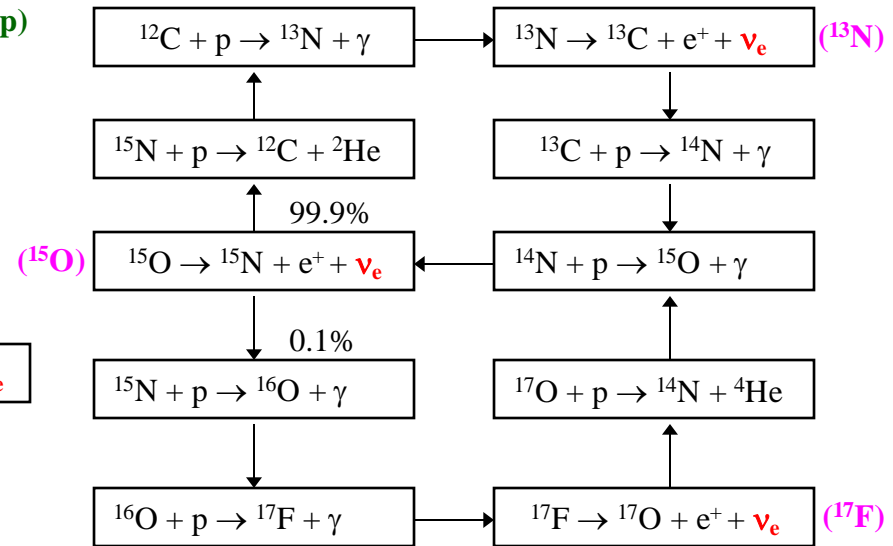 p)
¹²C + p → ¹³N + γ
¹³N → ¹³C + e⁺ + νₑ
(¹³N)
¹⁵N + p → ¹²C + ²He
¹³C + p → ¹⁴N + γ
99.9%
(¹⁵O)
¹⁵O → ¹⁵N + e⁺ + νₑ
¹⁴N + p → ¹⁵O + γ
0.1%
e
¹⁵N + p → ¹⁶O + γ
¹⁷O + p → ¹⁴N + ⁴He
¹⁶O + p → ¹⁷F + γ
¹⁷F → ¹⁷O + e⁺ + νₑ
(¹⁷F)